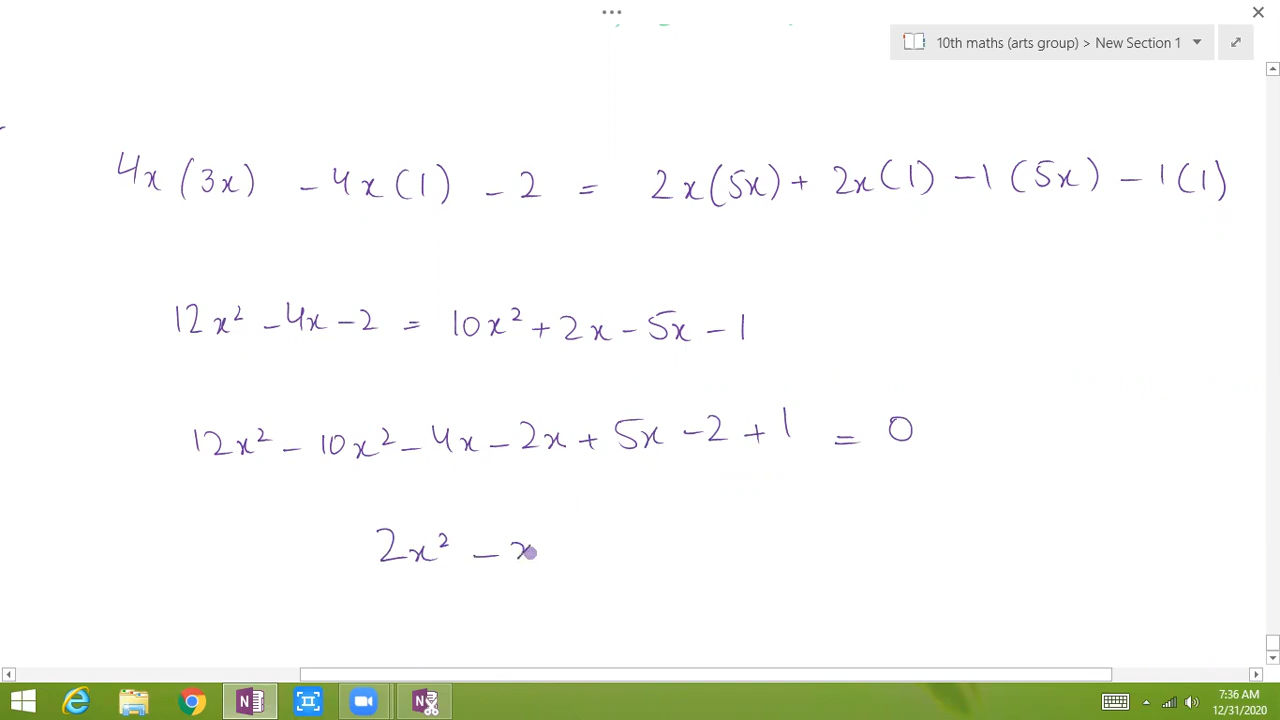 10th maths (arts group) > New Section 1
4x (3x) - 4x (1) - 2 = 2x (5x) + 2x (1) - 1 (5x) - 1 (1)
12x² - 4x - 2 = 10x² + 2x - 5x - 1
12x² - 10x² - 4x - 2x + 5x - 2 + 1 = 0
2x² - x
7:36 AM
12/31/2020